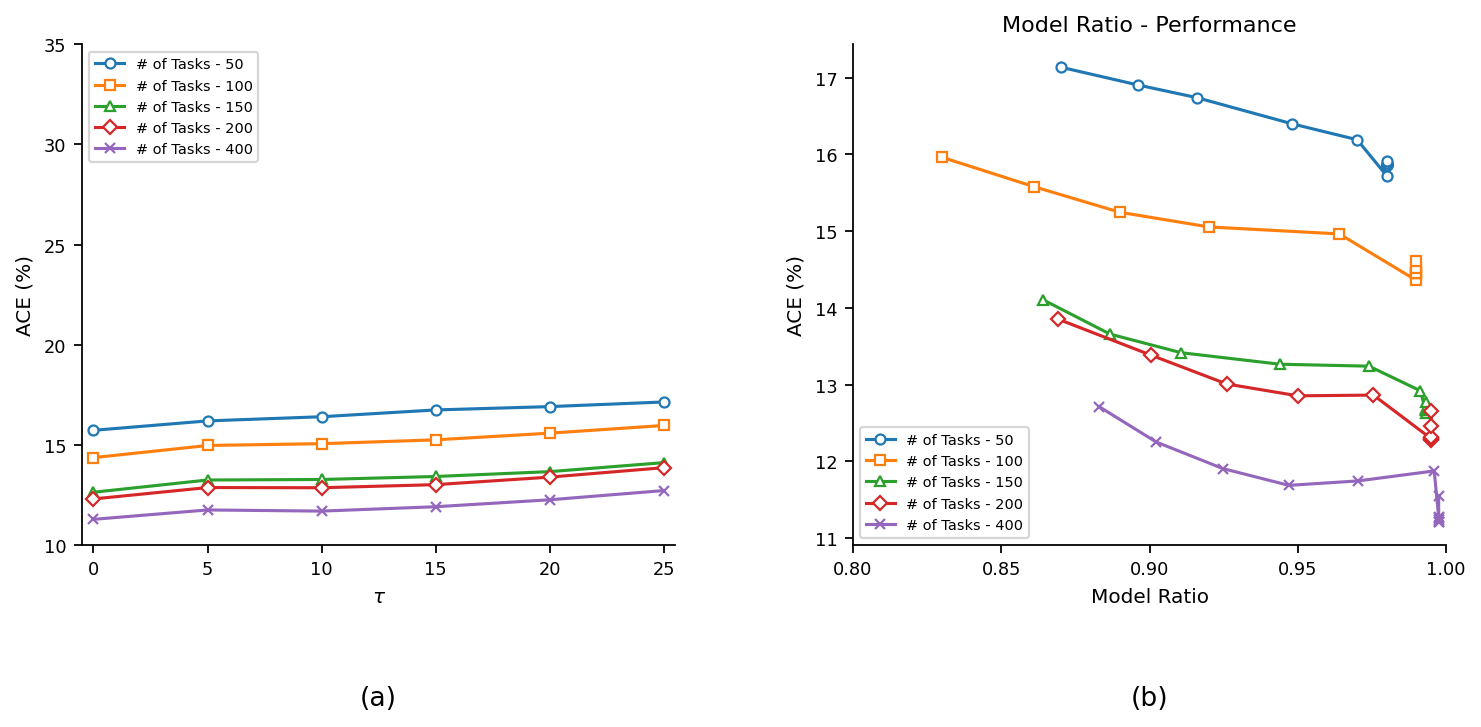 35
30
25
20
15
10
ACE (%)
# of Tasks - 50
# of Tasks - 100
# of Tasks - 150
# of Tasks - 200
# of Tasks - 400
0 5 10 15 20 25
τ
(a)
Model Ratio - Performance
17
16
15
14
13
12
11
ACE (%)
# of Tasks - 50
# of Tasks - 100
# of Tasks - 150
# of Tasks - 200
# of Tasks - 400
0.80 0.85 0.90 0.95 1.00
Model Ratio
(b)